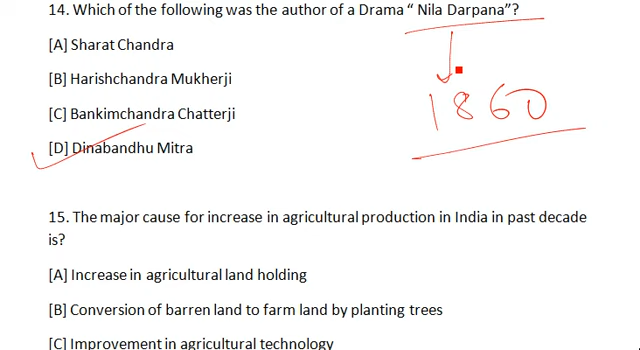 14. Which of the following was the author of a Drama “ Nila Darpana”?
[A] Sharat Chandra
[B] Harishchandra Mukherji
1860
[C] Bankimchandra Chatterji
[D] Dinabandhu Mitra
15. The major cause for increase in agricultural production in India in past decade
is?
[A] Increase in agricultural land holding
[B] Conversion of barren land to farm land by planting trees
[C] Improvement in agricultural technology